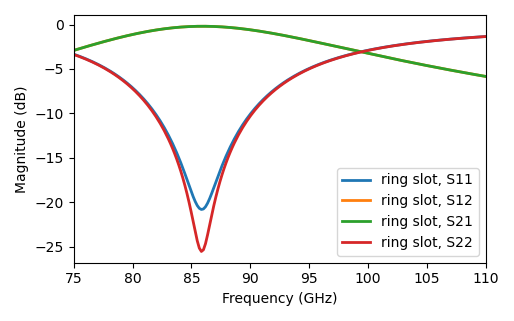 0
−5
−10
−15
−20
−25
Magnitude (dB)
ring slot, S11
ring slot, S12
ring slot, S21
ring slot, S22
75 80 85 90 95 100 105 110
Frequency (GHz)